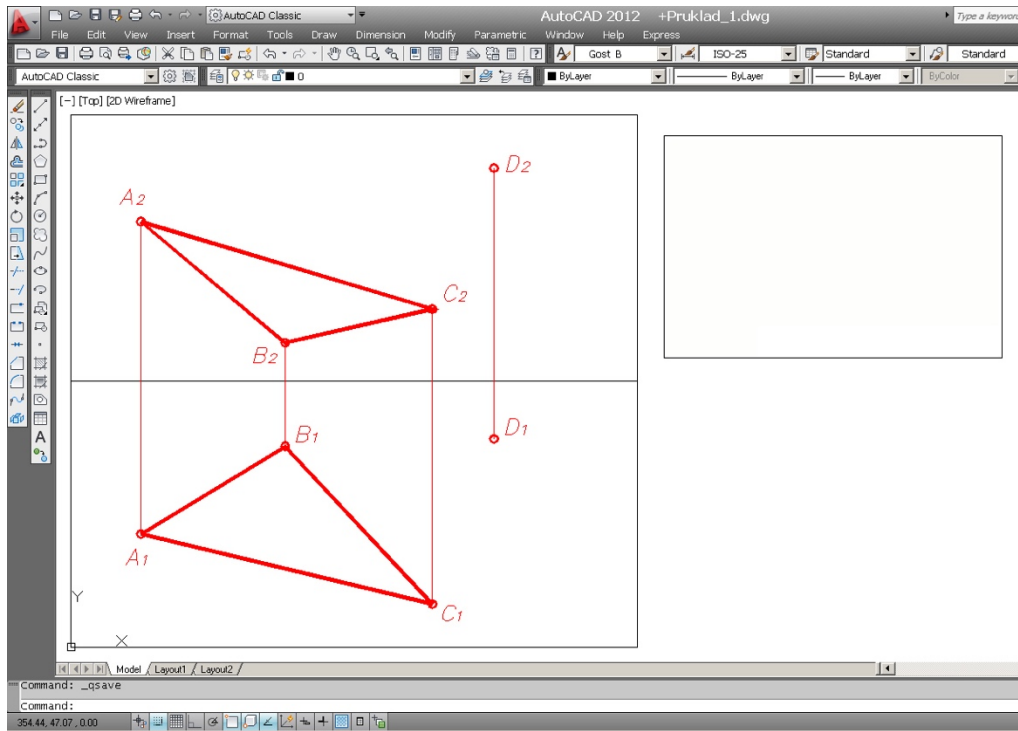 AutoCAD Classic
AutoCAD 2012 +Pruklad_1.dwg
Type a keyword
File Edit View Insert Format Tools Draw Dimension Modify Parametric Window Help Express
Gost B ISO-25 Standard Standard
AutoCAD Classic 0 ByLayer ByLayer ByLayer ByColor
[-] [Top] [2D Wireframe]
D2
A2
C2
B2
B1
D1
A1
Y
C1
X
Model Layout1 Layout2
Command: _qsave
Command:
354.44, 47.07, 0.00